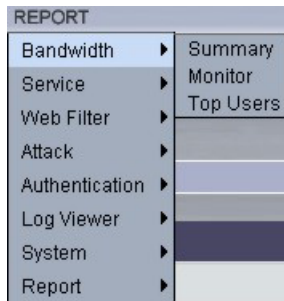 REPORT
Bandwidth
Summary
Monitor
Top Users
Service
Web Filter
Attack
Authentication
Log Viewer
System
Report